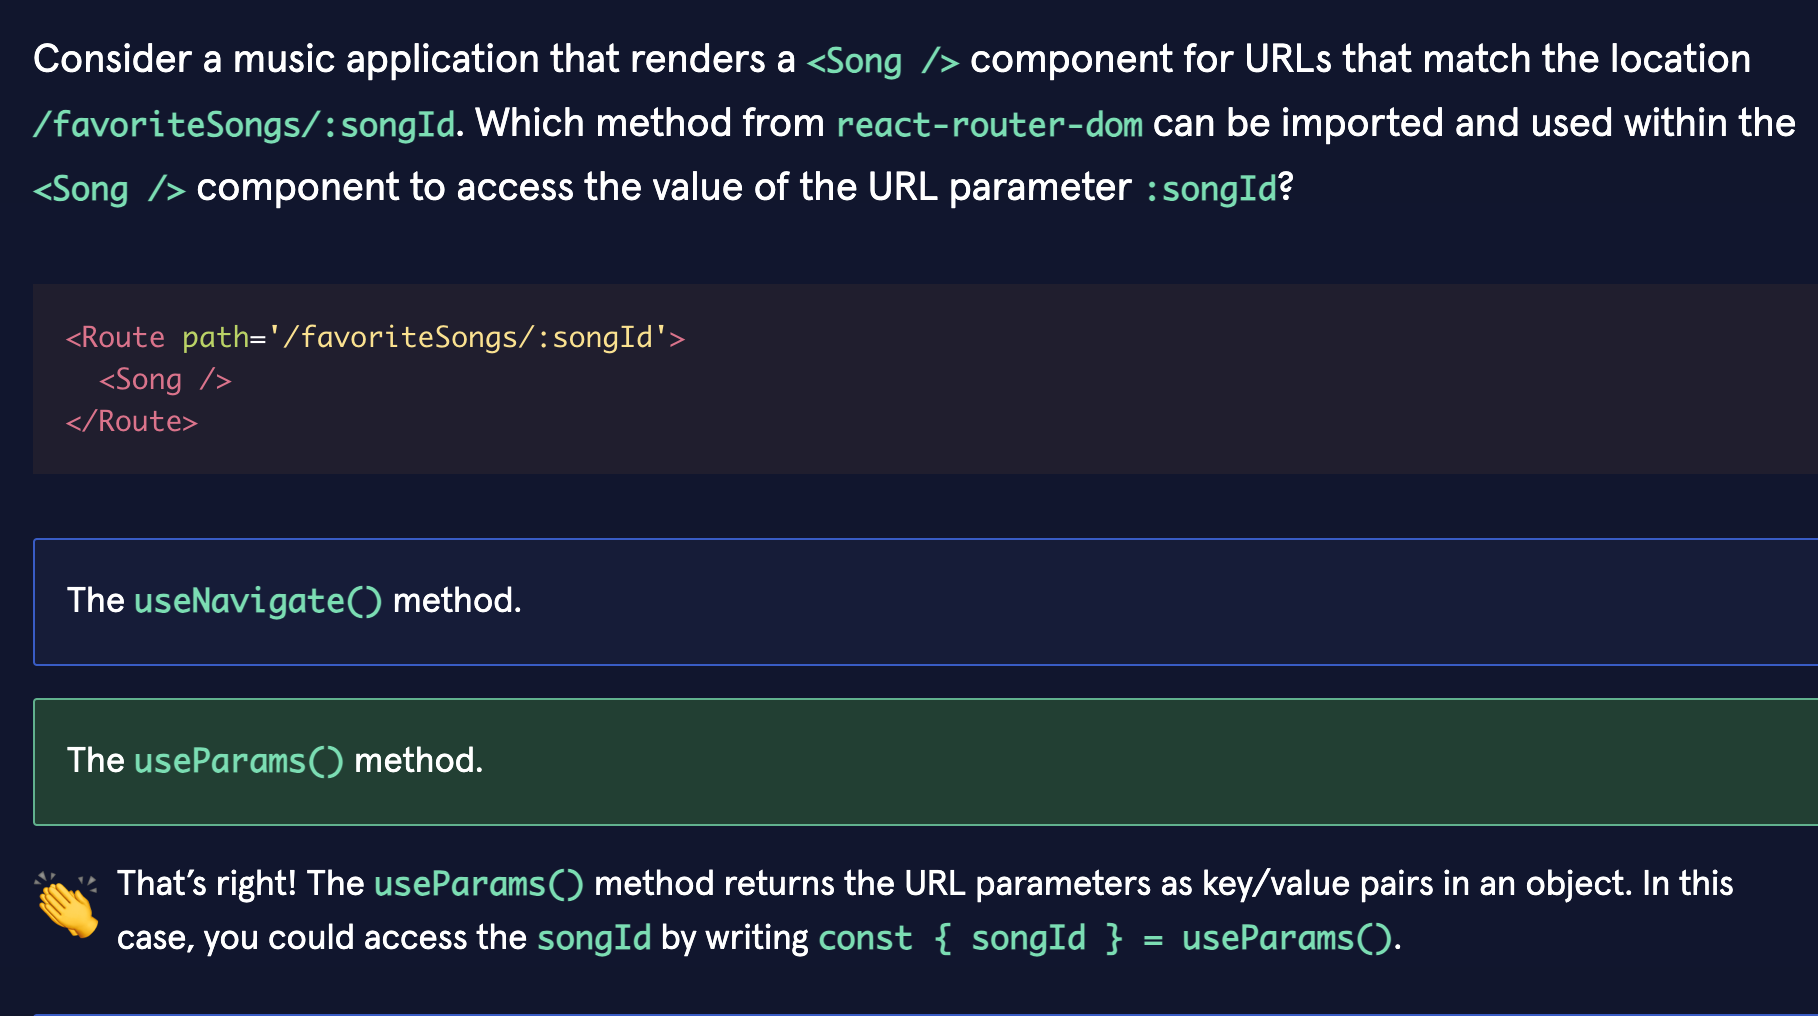 Consider a music application that renders a <Song /> component for URLs that match the location
/favoriteSongs/:songId. Which method from react-router-dom can be imported and used within the
<Song /> component to access the value of the URL parameter :songId?
<Route path='/favoriteSongs/:songId'>
  <Song />
</Route>
The useNavigate() method.
The useParams() method.
That’s right! The useParams() method returns the URL parameters as key/value pairs in an object. In this
case, you could access the songId by writing const { songId } = useParams().